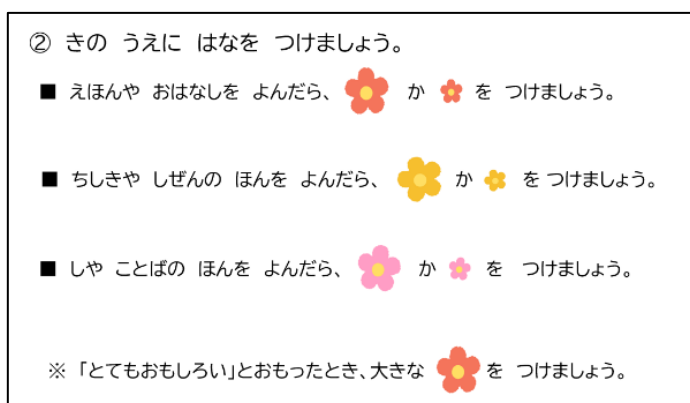 ② きの うえに はなを つけましょう。
■ えほんや おはなしを よんだら、 か を つけましょう。
■ ちしきや しぜんの ほんを よんだら、 か を つけましょう。
■ しや ことばの ほんを よんだら、 か を つけましょう。
※ 「とてもおもしろい」とおもったとき、大きな を つけましょう。